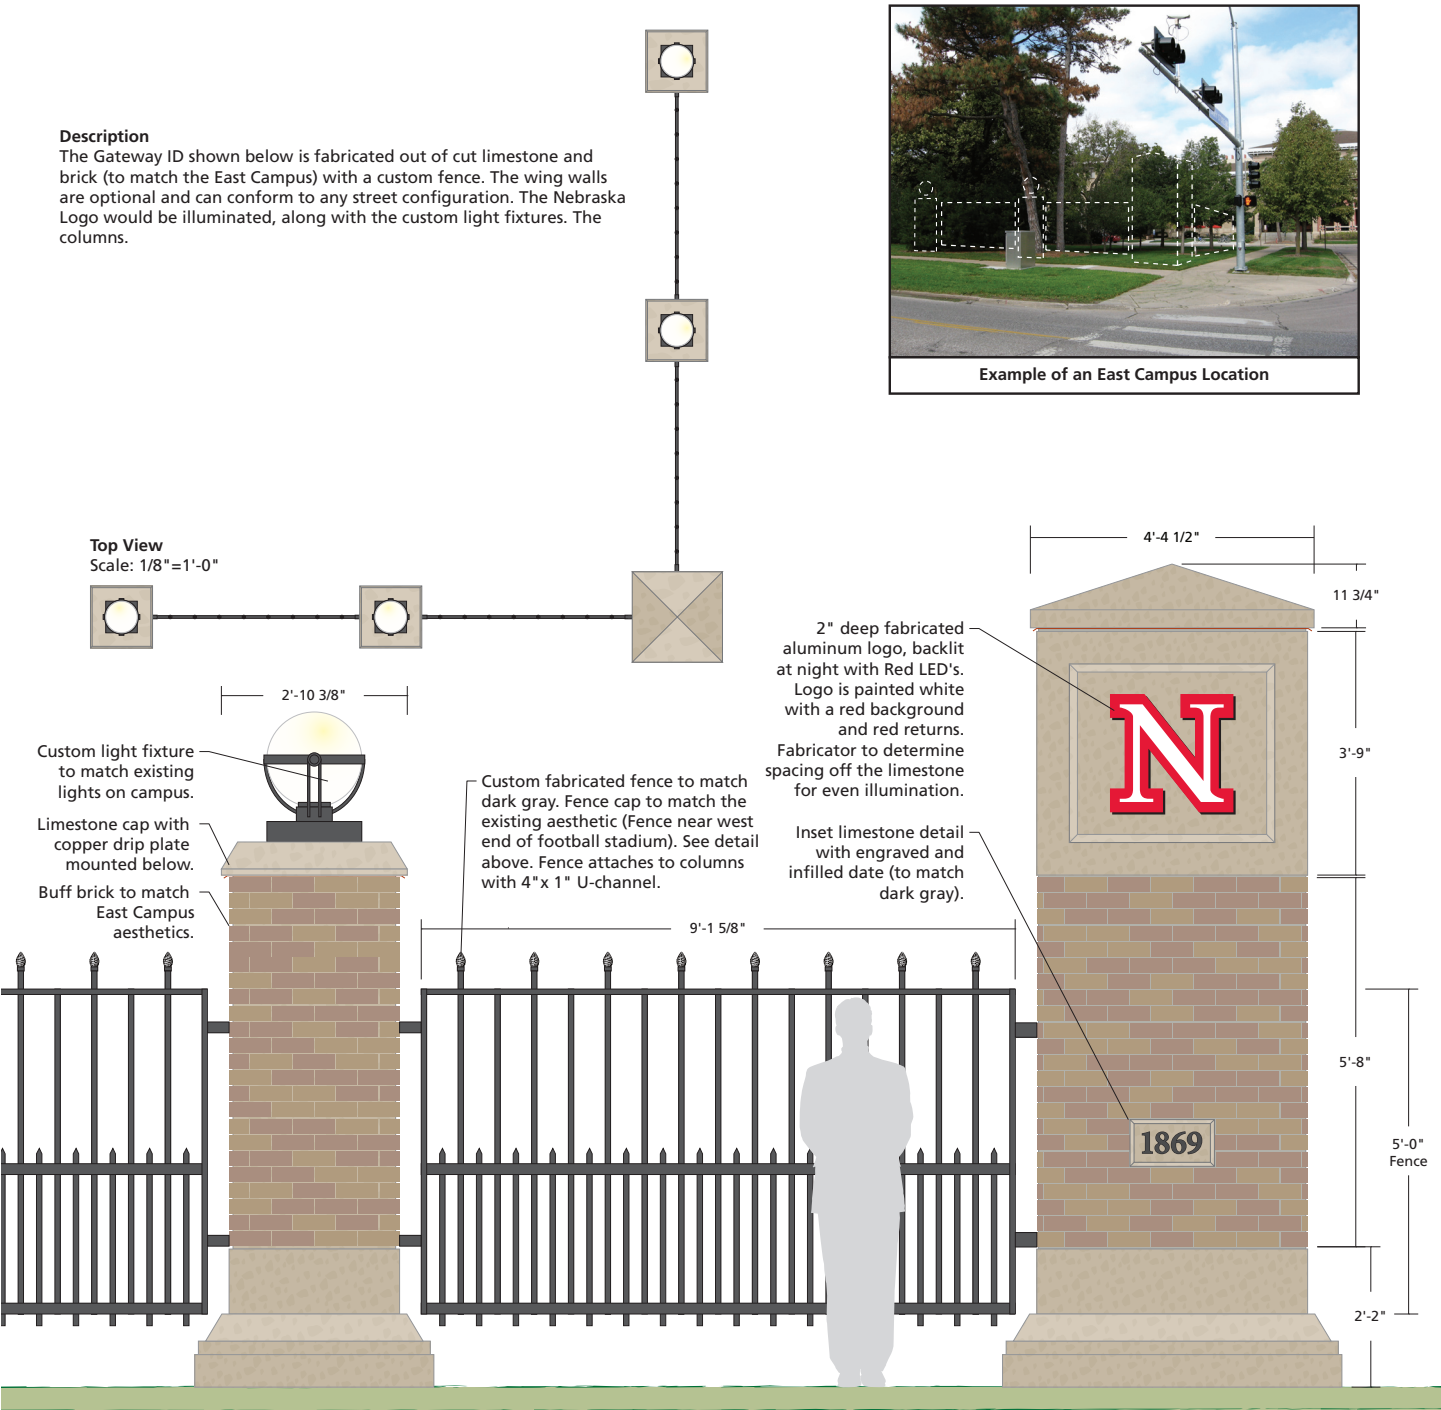 Description
The Gateway ID shown below is fabricated out of cut limestone and
brick (to match the East Campus) with a custom fence. The wing walls
are optional and can conform to any street configuration. The Nebraska
Logo would be illuminated, along with the custom light fixtures. The
columns.
Example of an East Campus Location
Top View
Scale: 1/8"=1'-0"
4'-4 1/2"
11 3/4"
2" deep fabricated
aluminum logo, backlit
at night with Red LED's.
Logo is painted white
with a red background
and red returns.
Fabricator to determine
spacing off the limestone
for even illumination.
N
3'-9"
2'-10 3/8"
Custom light fixture
to match existing
lights on campus.
Limestone cap with
copper drip plate
mounted below.
Buff brick to match
East Campus
aesthetics.
Custom fabricated fence to match
dark gray. Fence cap to match the
existing aesthetic (Fence near west
end of football stadium). See detail
above. Fence attaches to columns
with 4"x 1" U-channel.
Inset limestone detail
with engraved and
infilled date (to match
dark gray).
9'-1 5/8"
5'-8"
1869
5'-0"
Fence
2'-2"